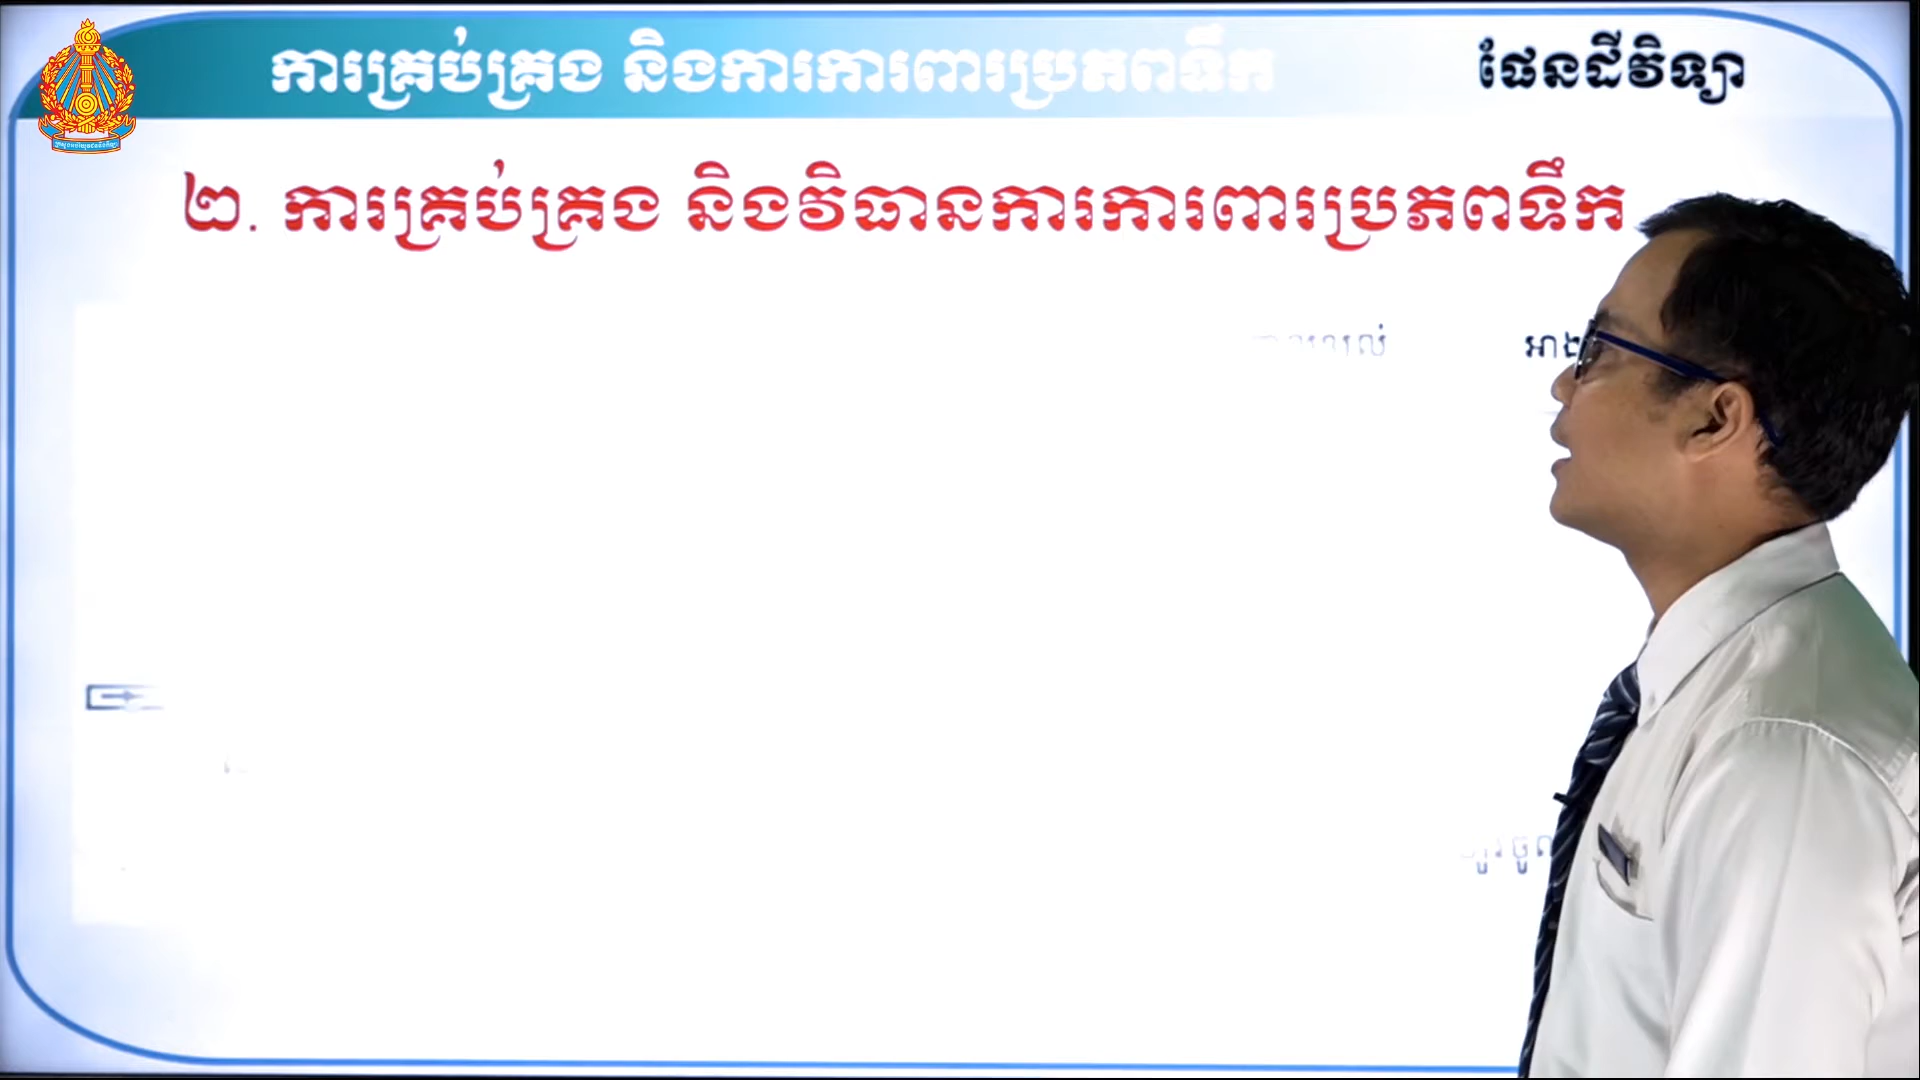 ការគ្រប់គ្រង និងការការពារប្រភពទឹក
ផែនដីវិទ្យា
២. ការគ្រប់គ្រង និងវិធានការការពារប្រភពទឹក